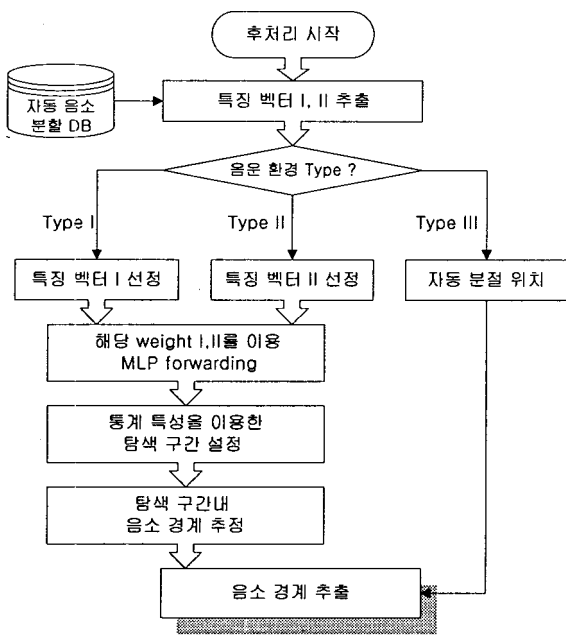 후처리 시작
자동 음소
분할 DB
특징 벡터 I, II 추출
음운 환경 Type ?
Type I
Type II
Type III
특징 벡터 I 선정
특징 벡터 II 선정
자동 분절 위치
해당 weight I,II를 이용
MLP forwarding
통계 특성을 이용한
탐색 구간 설정
탐색 구간내
음소 경계 추정
음소 경계 추출